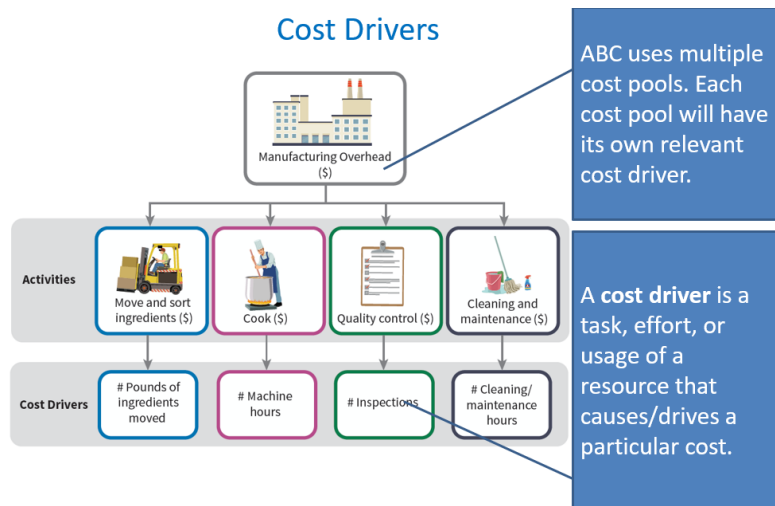 Cost Drivers
ABC uses multiple
cost pools. Each
cost pool will have
its own relevant
cost driver.
Manufacturing Overhead
($)
Activities
Move and sort
ingredients ($)
Cook ($)
Quality control ($)
Cleaning and
maintenance ($)
A cost driver is a
task, effort, or
usage of a
resource that
causes/drives a
particular cost.
Cost Drivers
# Pounds of
ingredients
moved
# Machine
hours
# Inspections
# Cleaning/
maintenance
hours